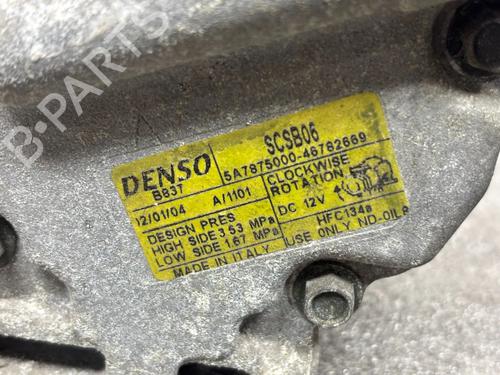 DENSO
B837
SCSB06
5A7875000-46782669
12/01/04 A/1101
CLOCKWISE
ROTATION
DESIGN PRES
HIGH SIDE 3.53 MPa
LOW SIDE 1.67 MPa
DC 12V
HFC134a
MADE IN ITALY
USE ONLY ND-OIL
B-PARTS